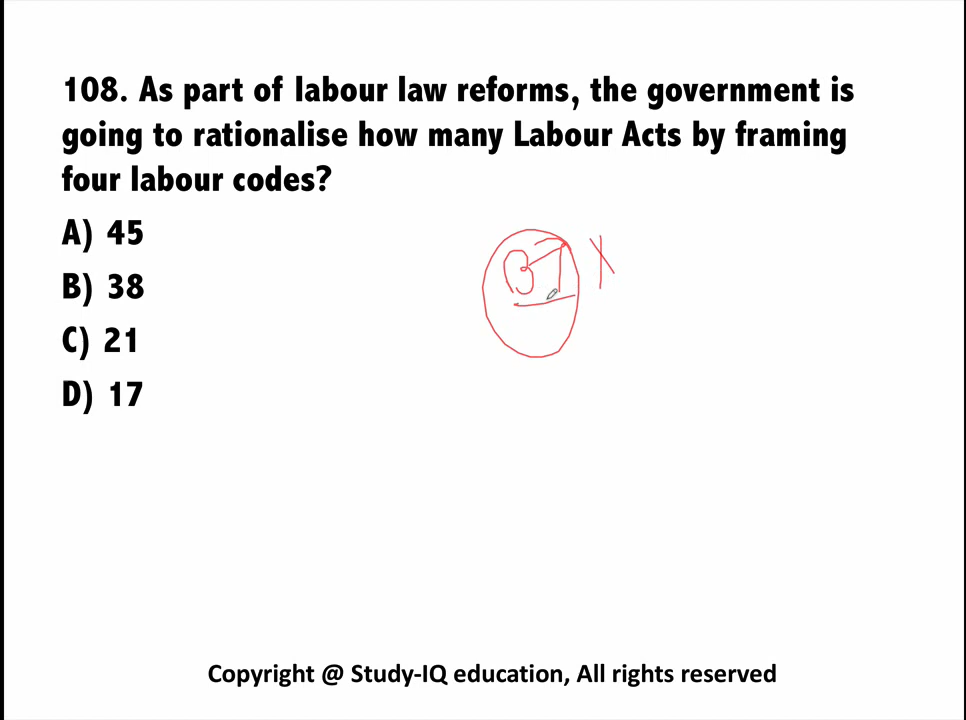 108. As part of labour law reforms, the government is
going to rationalise how many Labour Acts by framing
four labour codes?
A) 45
B) 38
C) 21
D) 17
37 X
Copyright @ Study-IQ education, All rights reserved